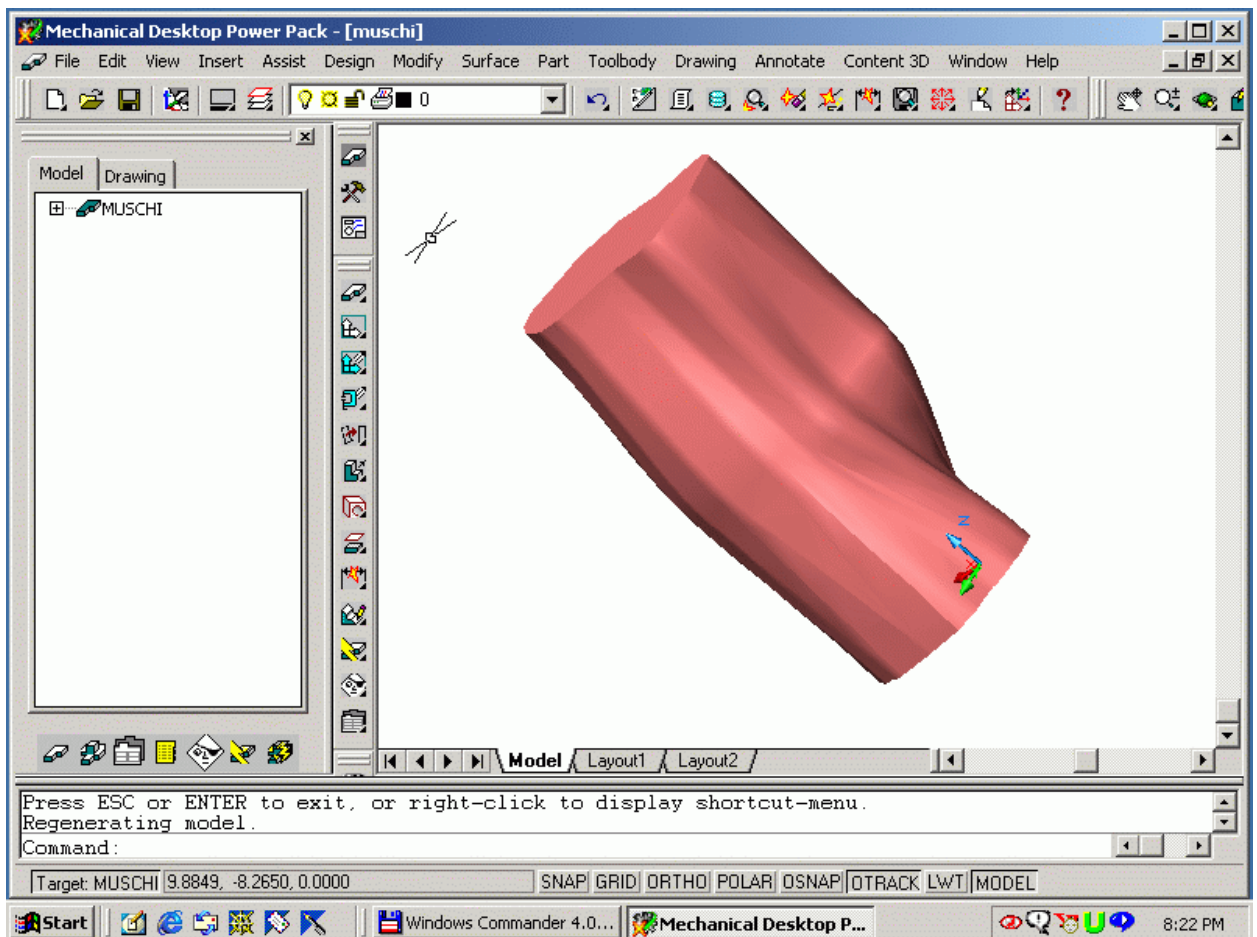 Mechanical Desktop Power Pack - [muschi]
File Edit View Insert Assist Design Modify Surface Part Toolbody Drawing Annotate Content 3D Window Help
0
Model Drawing
MUSCHI
Z
Model Layout1 Layout2
Press ESC or ENTER to exit, or right-click to display shortcut-menu.
Regenerating model.
Command:
Target: MUSCHI 9.8849, -8.2650, 0.0000 SNAP GRID ORTHO POLAR OSNAP OTRACK LWT MODEL
Start Windows Commander 4.0... Mechanical Desktop P... 8:22 PM